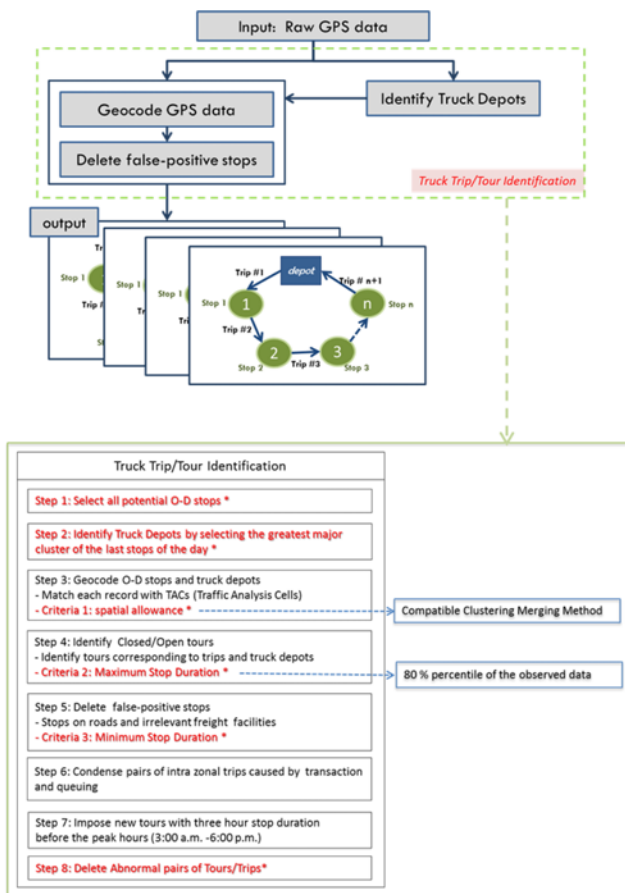 Input: Raw GPS data
Geocode GPS data
Identify Truck Depots
Delete false-positive stops
Truck Trip/Tour Identification
output
Tr
Stop 1
Trip #
St
Stop 1
Stop 1
Trip #1
depot
Trip # n+1
Stop 1
1
n
Stop n
Trip #2
2
Trip #3
3
Stop 2
Stop 3
Truck Trip/Tour Identification
Step 1: Select all potential O-D stops *
Step 2: Identify Truck Depots by selecting the greatest major
cluster of the last stops of the day *
Step 3: Geocode O-D stops and truck depots
- Match each record with TACs (Traffic Analysis Cells)
- Criteria 1: spatial allowance *
Compatible Clustering Merging Method
Step 4: Identify Closed/Open tours
- Identify tours corresponding to trips and truck depots
- Criteria 2: Maximum Stop Duration *
80 % percentile of the observed data
Step 5: Delete false-positive stops
- Stops on roads and irrelevant freight facilities
- Criteria 3: Minimum Stop Duration *
Step 6: Condense pairs of intra zonal trips caused by transaction
and queuing
Step 7: Impose new tours with three hour stop duration
before the peak hours (3:00 a.m. -6:00 p.m.)
Step 8: Delete Abnormal pairs of Tours/Trips*